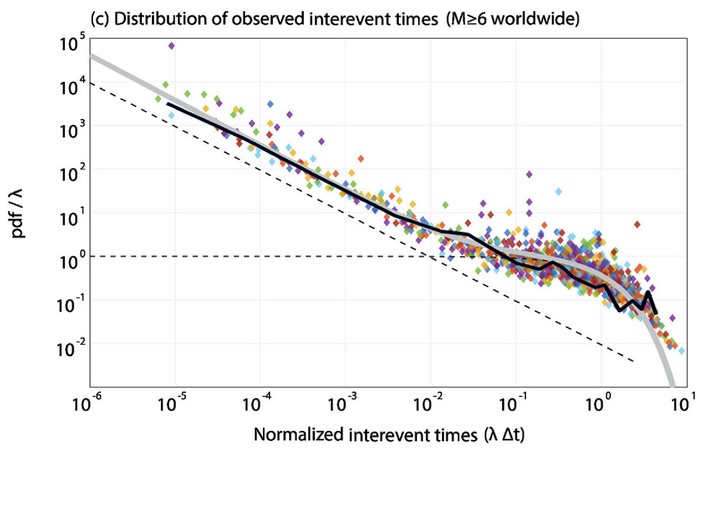 (c) Distribution of observed interevent times (M≥6 worldwide)
10^5
10^4
10^3
10^2
10^1
10^0
10^-1
10^-2
pdf / λ
10^-6 10^-5 10^-4 10^-3 10^-2 10^-1 10^0 10^1
Normalized interevent times (λ Δt)